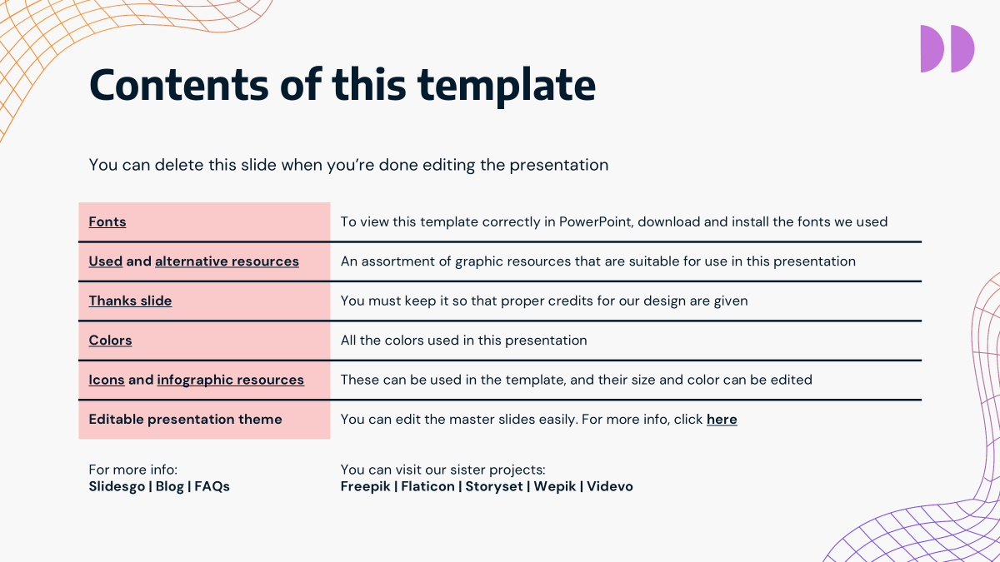 Contents of this template
You can delete this slide when you’re done editing the presentation
Fonts To view this template correctly in PowerPoint, download and install the fonts we used
Used and alternative resources An assortment of graphic resources that are suitable for use in this presentation
Thanks slide You must keep it so that proper credits for our design are given
Colors All the colors used in this presentation
Icons and infographic resources These can be used in the template, and their size and color can be edited
Editable presentation theme You can edit the master slides easily. For more info, click here
For more info:
Slidesgo | Blog | FAQs
You can visit our sister projects:
Freepik | Flaticon | Storyset | Wepik | Videvo